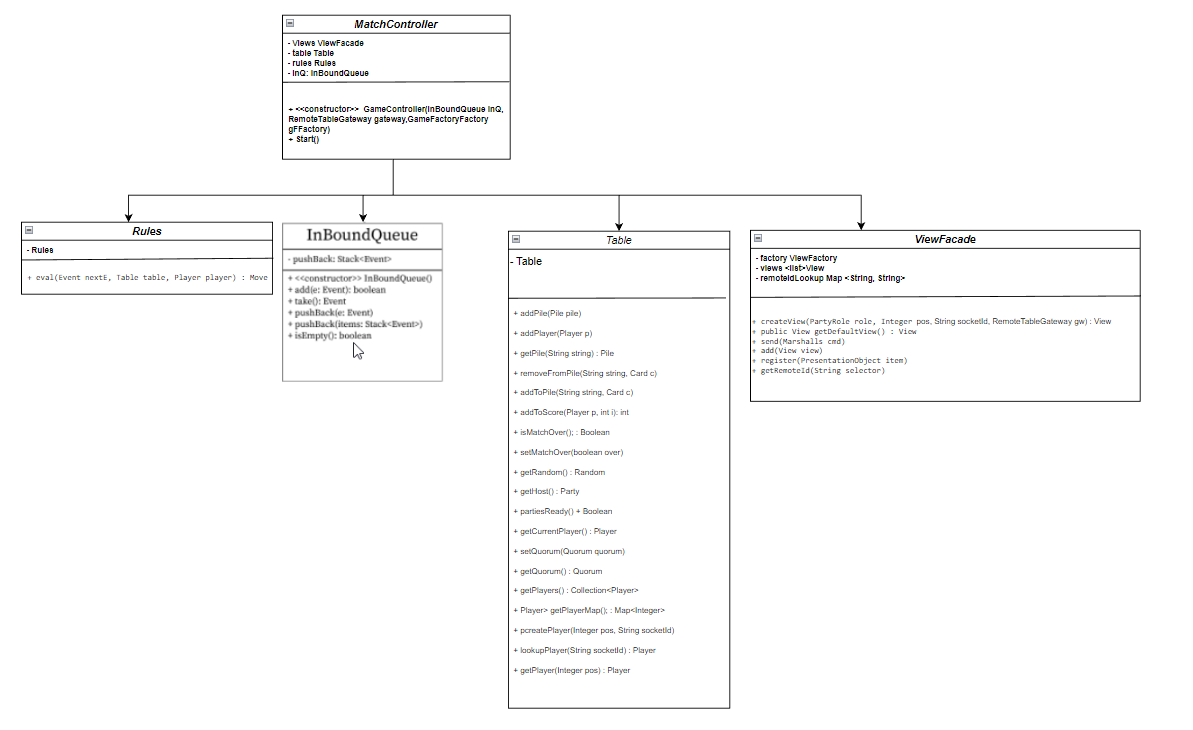 MatchController
- Views ViewFacade
- table Table
- rules Rules
- InQ: InBoundQueue
+ <<constructor>> GameController(InBoundQueue inQ,
RemoteTableGateway gateway,GameFactoryFactory
gFFactory)
+ Start()
Rules
- Rules
+ eval(Event nextE, Table table, Player player) : Move
InBoundQueue
- pushBack: Stack<Event>
+ <<constructor>> InBoundQueue()
+ add(e: Event): boolean
+ take(): Event
+ pushBack(e: Event)
+ pushBack(items: Stack<Event>)
+ isEmpty(): boolean
Table
- Table
+ addPile(Pile pile)
+ addPlayer(Player p)
+ getPile(String string) : Pile
+ removeFromPile(String string, Card c)
+ addToPile(String string, Card c)
+ addToScore(Player p, int i): int
+ isMatchOver(); : Boolean
+ setMatchOver(boolean over)
+ getRandom() : Random
+ getHost() : Party
+ partiesReady() + Boolean
+ getCurrentPlayer() : Player
+ setQuorum(Quorum quorum)
+ getQuorum() : Quorum
+ getPlayers() : Collection<Player>
+ Player> getPlayerMap(); : Map<Integer>
+ pcreatePlayer(Integer pos, String socketId)
+ lookupPlayer(String socketId) : Player
+ getPlayer(Integer pos) : Player
ViewFacade
- factory ViewFactory
- views <list>View
- remoteIdLookup Map <String, String>
+ createView(PartyRole role, Integer pos, String socketId, RemoteTableGateway gw) : View
+ public View getDefaultView() : View
+ send(Marshalls cmd)
+ add(View view)
+ register(PresentationObject item)
+ getRemoteId(String selector)